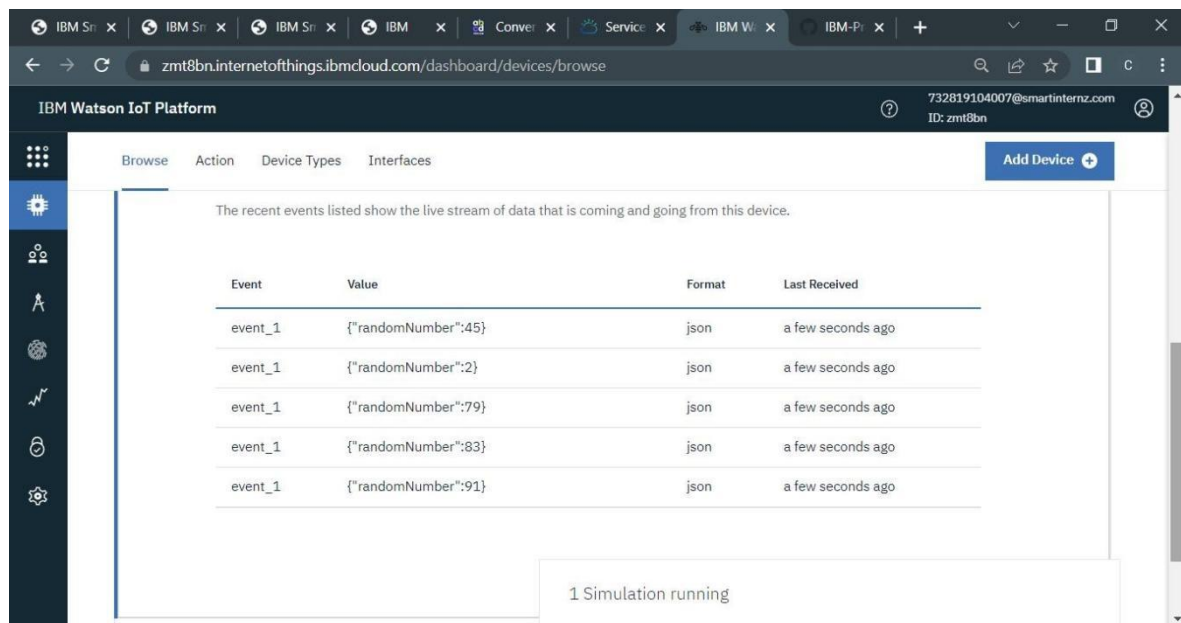 IBM Sn IBM Sn IBM Sn IBM Conver Service IBM W IBM-Pr
zmt8bn.internetofthings.ibmcloud.com/dashboard/devices/browse C
IBM Watson IoT Platform
732819104007@smartinternz.com
ID: zmt8bn
Browse Action Device Types Interfaces Add Device
The recent events listed show the live stream of data that is coming and going from this device.
Event Value Format Last Received
event_1 {"randomNumber":45} json a few seconds ago
event_1 {"randomNumber":2} json a few seconds ago
event_1 {"randomNumber":79} json a few seconds ago
event_1 {"randomNumber":83} json a few seconds ago
event_1 {"randomNumber":91} json a few seconds ago
1 Simulation running